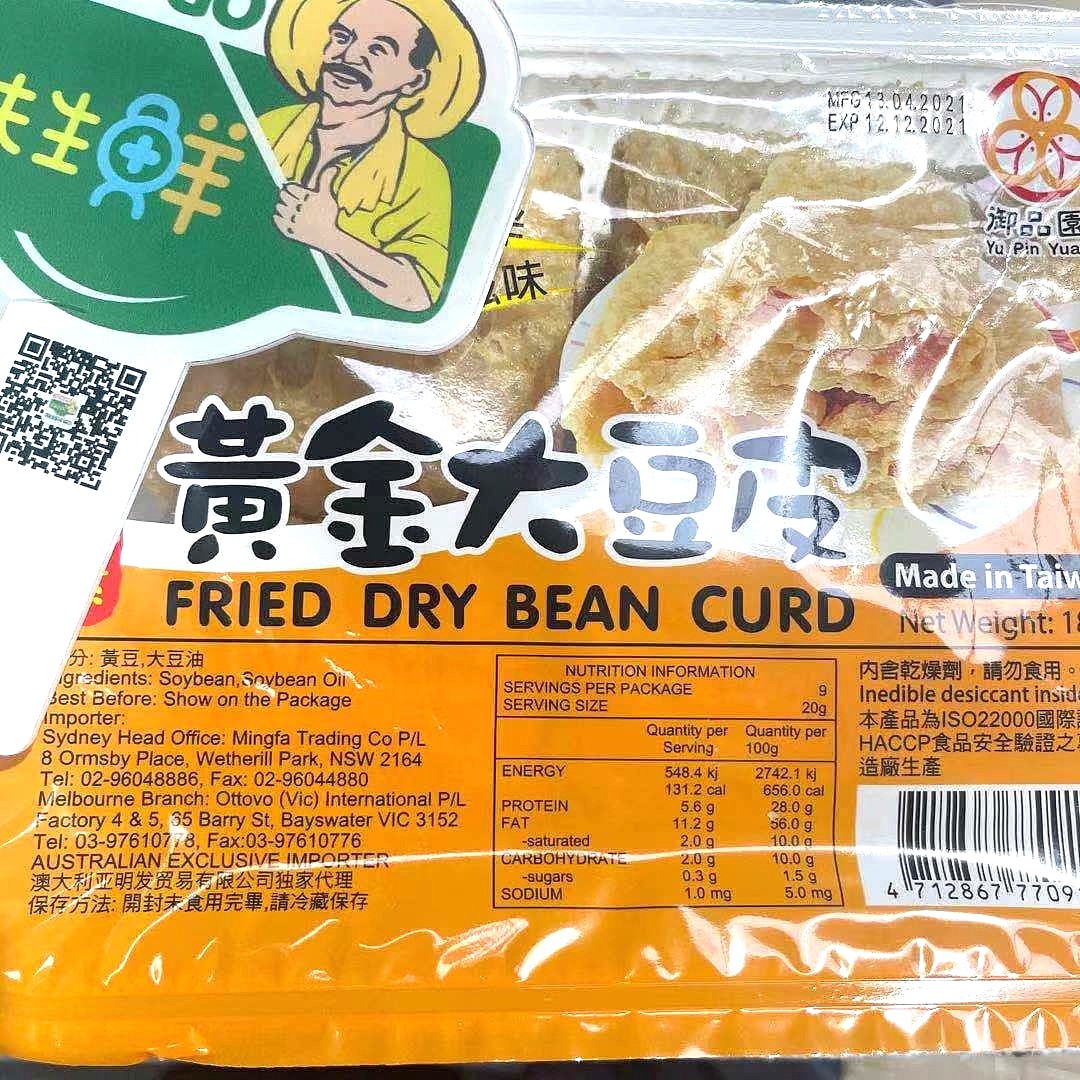 生鮮
MFG 13.04.2021
EXP 12.12.2021
御品園
Yu Pin Yua
味
黃金大豆皮
FRIED DRY BEAN CURD
Made in Taiw
Net Weight: 18
分: 黃豆,大豆油
gredients: Soybean,Soybean Oil
Best Before: Show on the Package
Importer:
Sydney Head Office: Mingfa Trading Co P/L
8 Ormsby Place, Wetherill Park, NSW 2164
Tel: 02-96048886, Fax: 02-96044880
Melbourne Branch: Ottovo (Vic) International P/L
Factory 4 & 5, 65 Barry St, Bayswater VIC 3152
Tel: 03-97610778, Fax:03-97610776
AUSTRALIAN EXCLUSIVE IMPORTER
澳大利亚明发贸易有限公司独家代理
保存方法: 開封未食用完畢,請冷藏保存
NUTRITION INFORMATION
SERVINGS PER PACKAGE 9
SERVING SIZE 20g
Quantity per Serving Quantity per 100g
ENERGY 548.4 kj 2742.1 kj
131.2 cal 656.0 cal
PROTEIN 5.6 g 28.0 g
FAT 11.2 g 56.0 g
-saturated 2.0 g 10.0 g
CARBOHYDRATE 2.0 g 10.0 g
-sugars 0.3 g 1.5 g
SODIUM 1.0 mg 5.0 mg
內含乾燥劑，請勿食用。
Inedible desiccant insid
本產品為ISO22000國際
HACCP食品安全驗證之
造廠生產
4 712867 7709